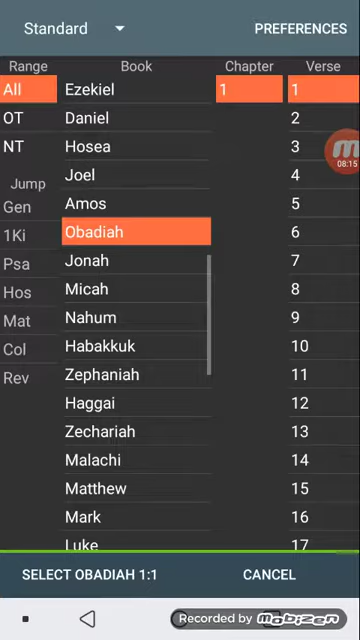 Standard PREFERENCES
Range Book Chapter Verse
All Ezekiel 1 1
OT Daniel 2
NT Hosea 3
08:15
Jump Joel 4
Gen Amos 5
1Ki Obadiah 6
Psa Jonah 7
Hos Micah 8
Mat Nahum 9
Col Habakkuk 10
Rev Zephaniah 11
Haggai 12
Zechariah 13
Malachi 14
Matthew 15
Mark 16
Luke 17
SELECT OBADIAH 1:1 CANCEL
Recorded by mobizen